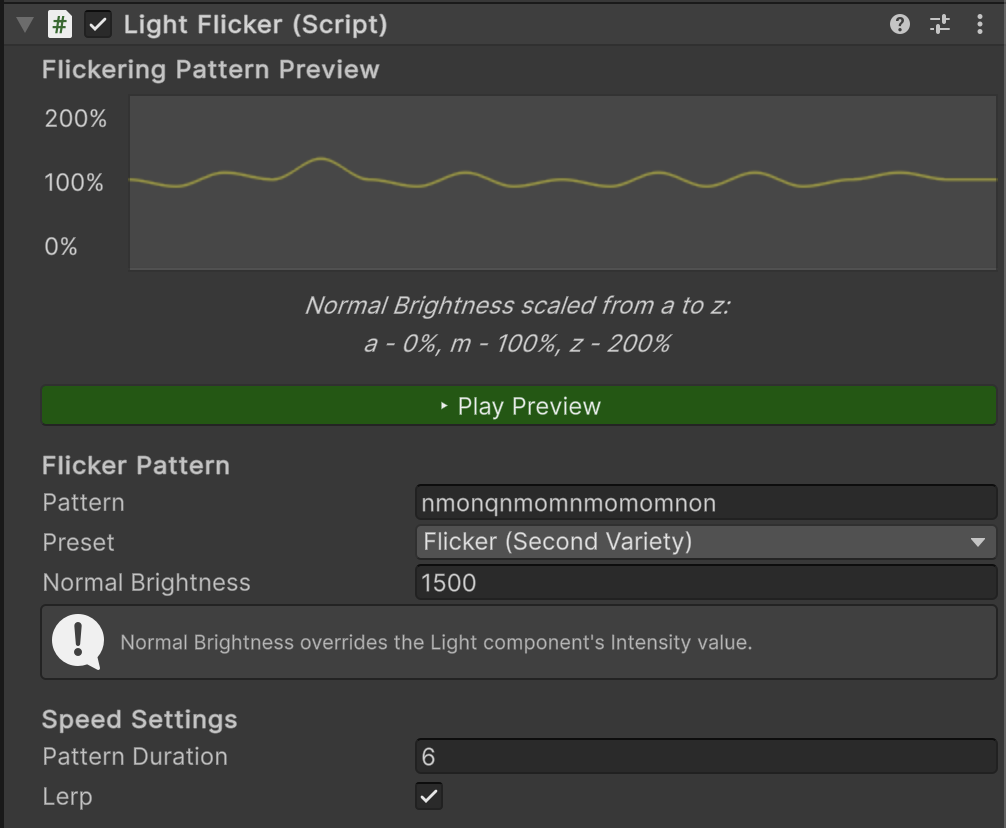 # Light Flicker (Script) ?
Flickering Pattern Preview
200%
100%
0%
Normal Brightness scaled from a to z:
a - 0%, m - 100%, z - 200%
Play Preview
Flicker Pattern
Pattern nmonqnmomnmomomnon
Preset Flicker (Second Variety)
Normal Brightness 1500
! Normal Brightness overrides the Light component's Intensity value.
Speed Settings
Pattern Duration 6
Lerp